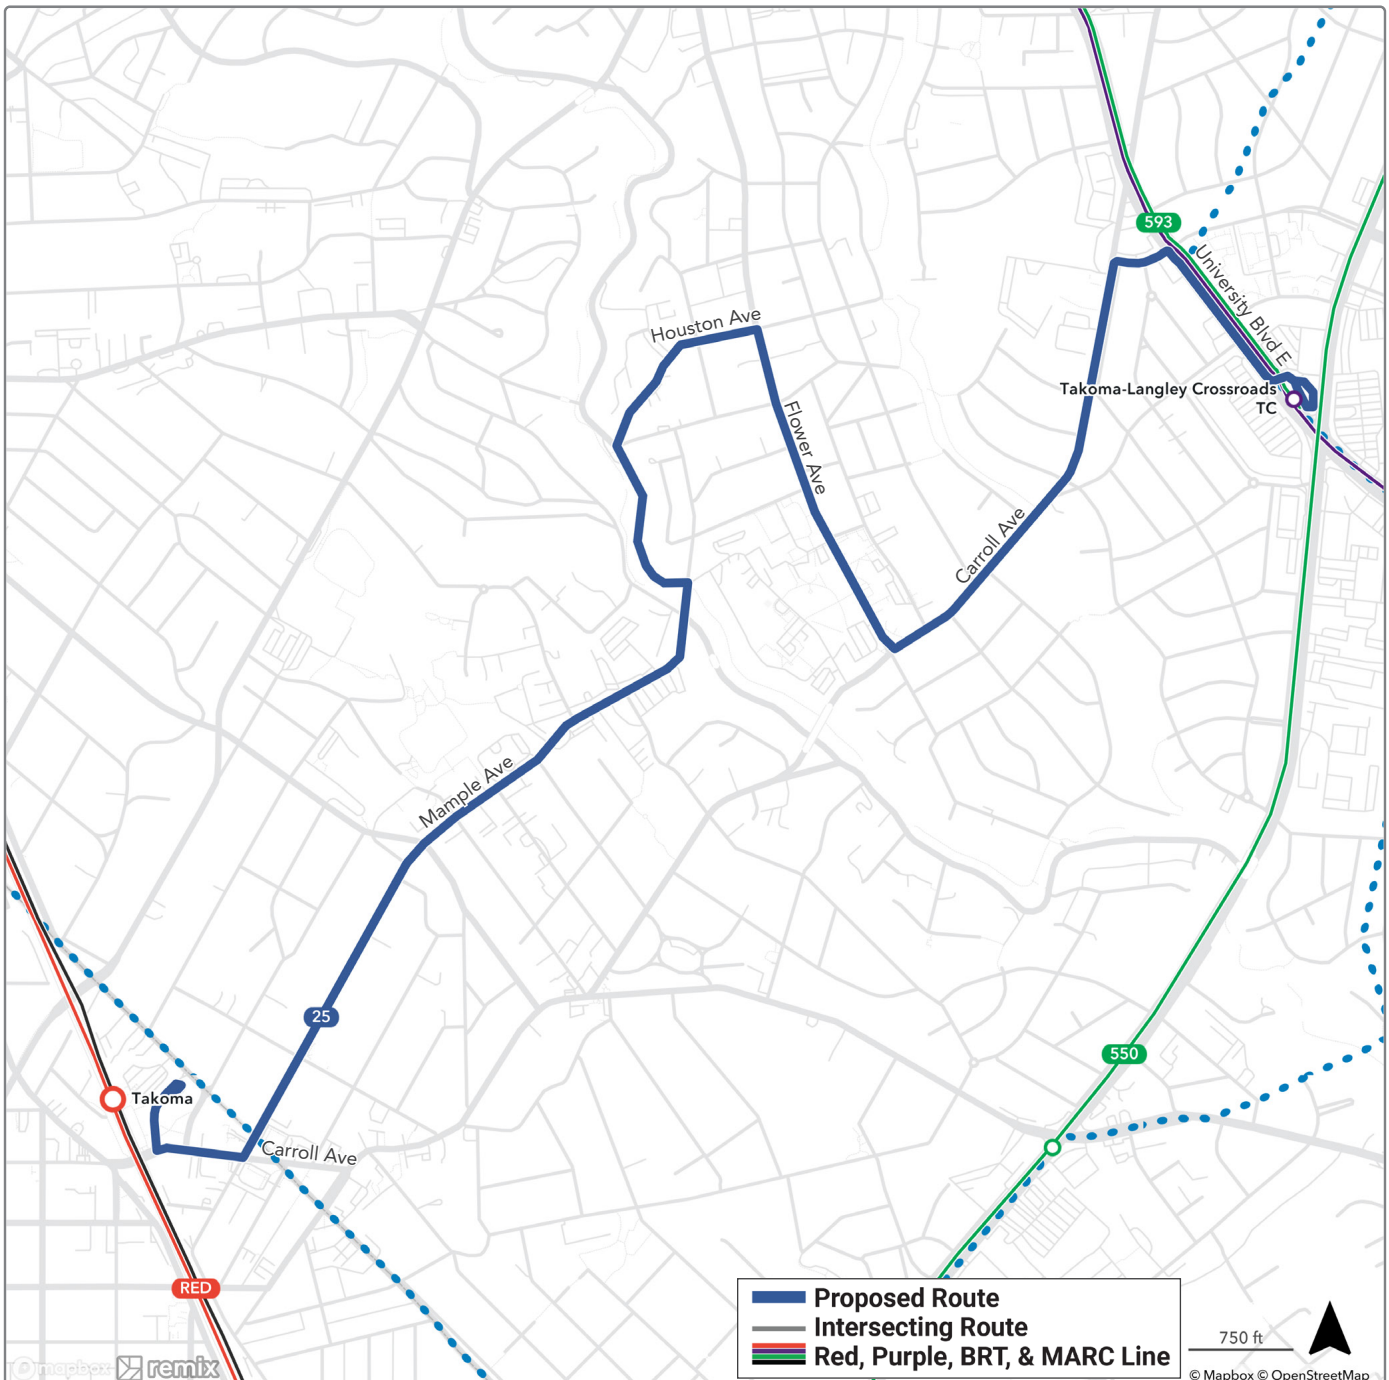 593
University Blvd E
Houston Ave
Takoma-Langley Crossroads
TC
Flower Ave
Carroll Ave
Mample Ave
25
550
Takoma
Carroll Ave
RED
Proposed Route
Intersecting Route
Red, Purple, BRT, & MARC Line
750 ft
mapbox remix
© Mapbox © OpenStreetMap